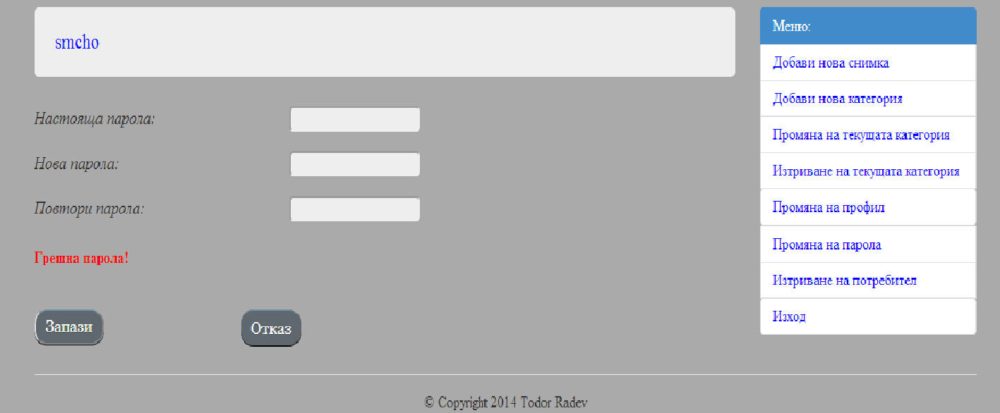 smcho
Настояща парола:
Нова парола:
Повтори парола:
Грешна парола!
Запази
Отказ
Меню:
Добави нова снимка
Добави нова категория
Промяна на текущата категория
Изтриване на текущата категория
Промяна на профил
Промяна на парола
Изтриване на потребител
Изход
© Copyright 2014 Todor Radev